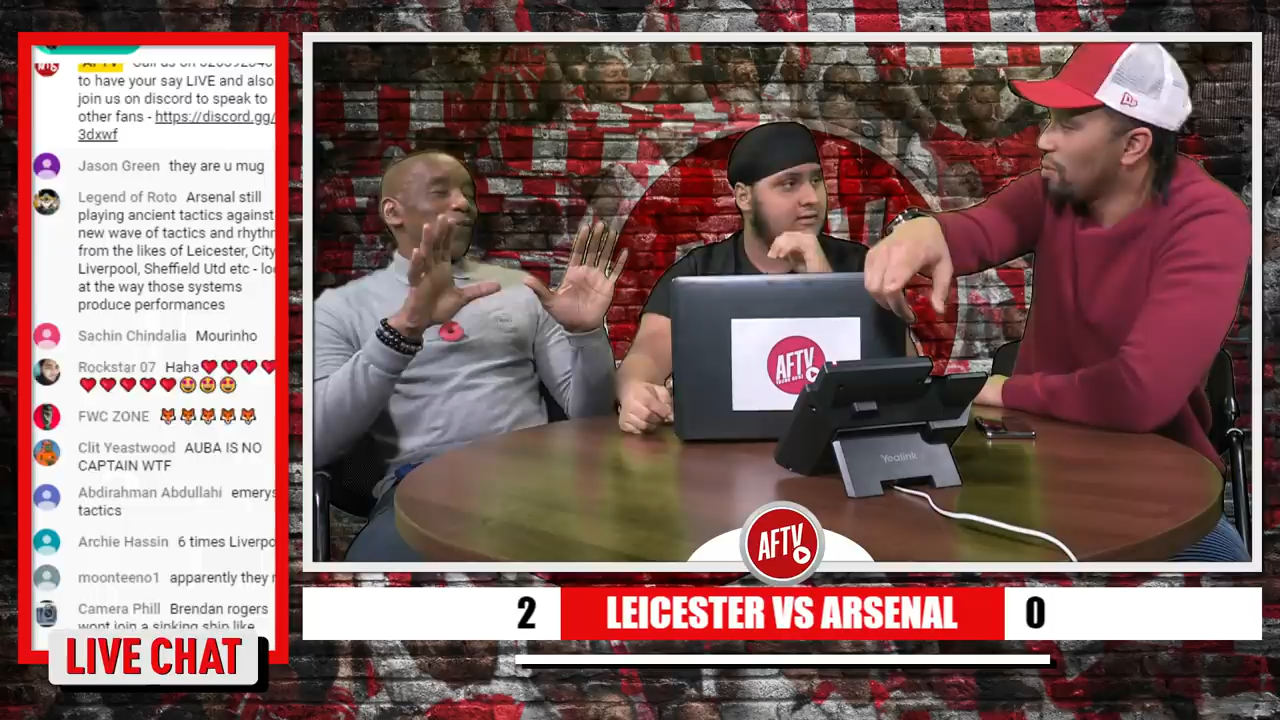 to have your say LIVE and also
join us on discord to speak to
other fans - https://discord.gg/
3dxwf
Jason Green they are u mug
Legend of Roto Arsenal still
playing ancient tactics against
new wave of tactics and rhythm
from the likes of Leicester, City
Liverpool, Sheffield Utd etc -
at the way those systems
produce performances
Sachin Chindalia Mourinho
Rockstar 07 Haha❤❤❤❤
❤❤❤❤❤🤩🤩🤩
FWC ZONE 🦊🦊🦊🦊🦊
Clit Yeastwood AUBA IS NO
CAPTAIN WTF
Abdirahman Abdullahi emerys
tactics
Archie Hassin 6 times Liverpo
moonteeno1 apparently they
Camera Phill Brendan rogers
wont join a sinking ship like
LIVE CHAT
AFTV
Yealink
AFTV
2 LEICESTER VS ARSENAL 0